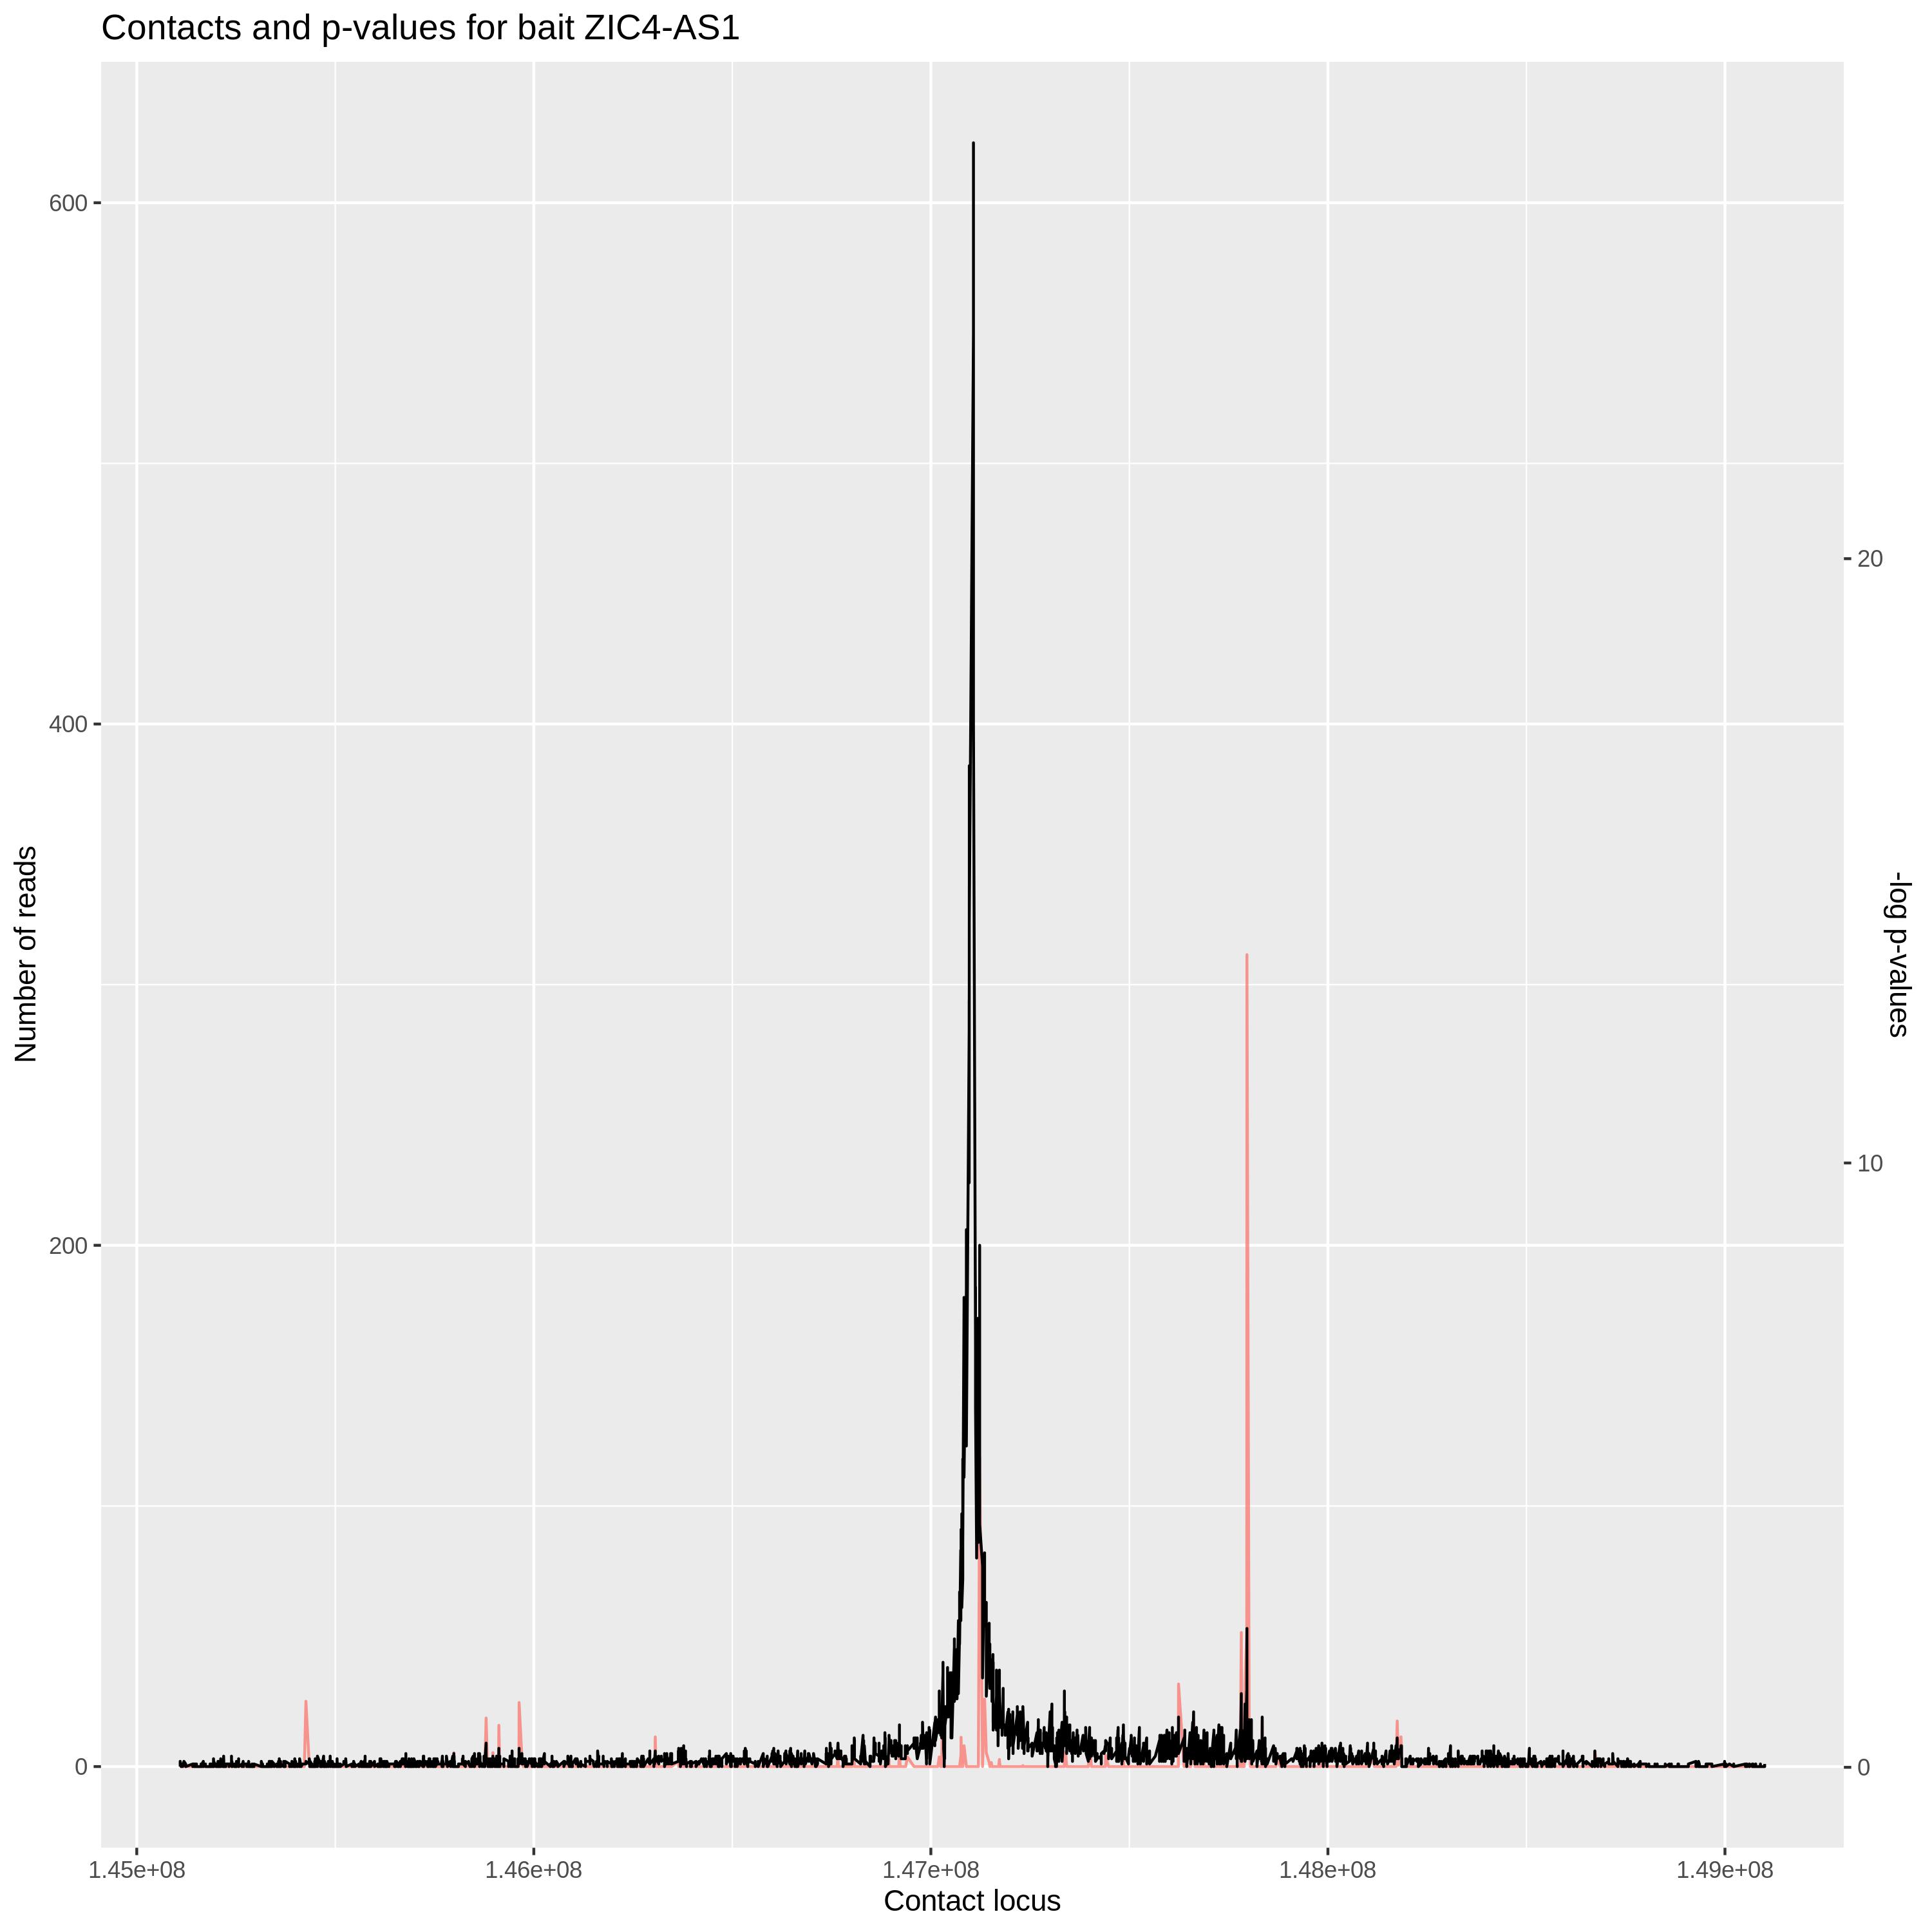 Contacts and p-values for bait ZIC4-AS1
600
400
200
0
Number of reads
20
10
0
-log p-values
1.45e+08
1.46e+08
1.47e+08
1.48e+08
1.49e+08
Contact locus